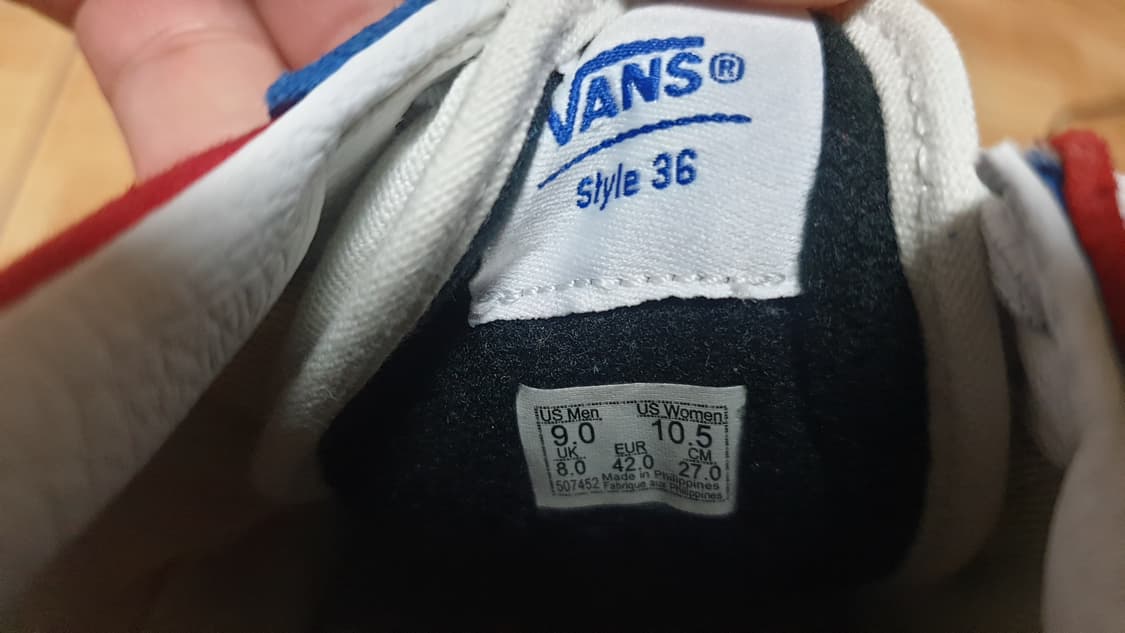 VANS®
Style 36
US Men US Women
9.0 10.5
UK EUR CM
8.0 42.0 27.0
507452 Made in Philippines
Fabrique aux Philippines